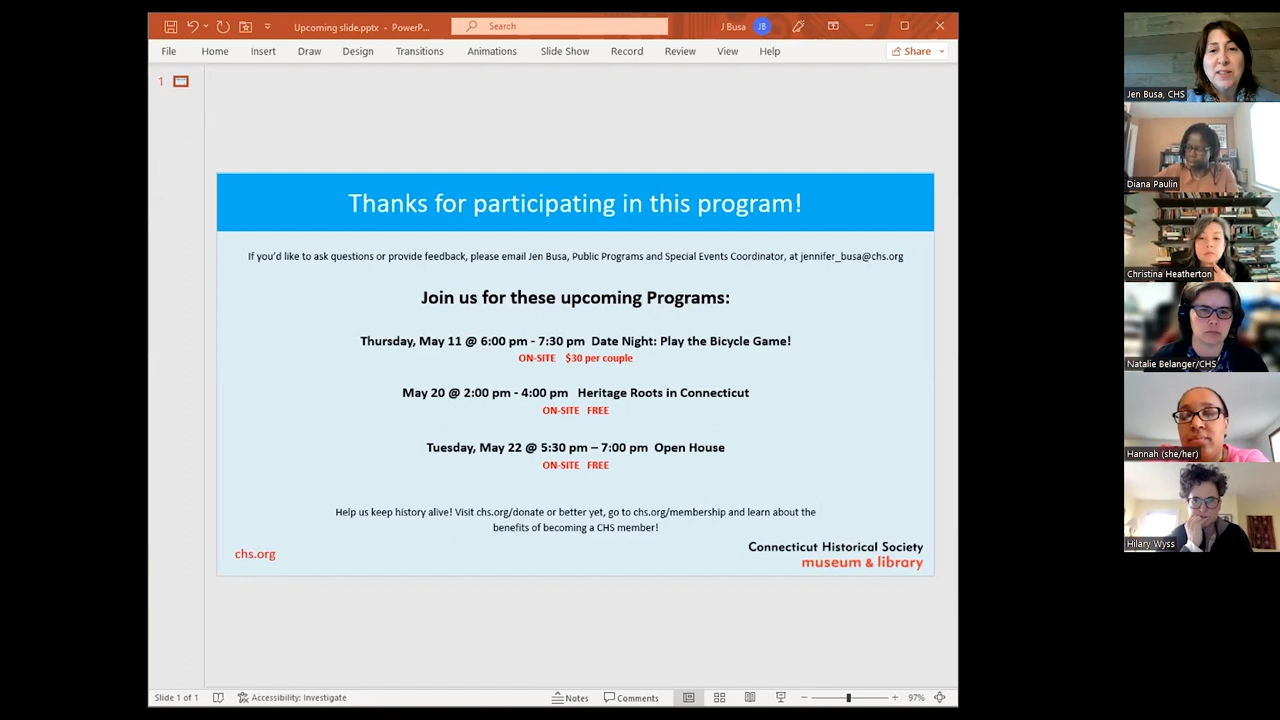 Upcoming slide.pptx - PowerP...
Search
J Busa
JB
File Home Insert Draw Design Transitions Animations Slide Show Record Review View Help
Share
1
Thanks for participating in this program!
If you'd like to ask questions or provide feedback, please email Jen Busa, Public Programs and Special Events Coordinator, at jennifer_busa@chs.org
Join us for these upcoming Programs:
Thursday, May 11 @ 6:00 pm - 7:30 pm Date Night: Play the Bicycle Game!
ON-SITE $30 per couple
May 20 @ 2:00 pm - 4:00 pm Heritage Roots in Connecticut
ON-SITE FREE
Tuesday, May 22 @ 5:30 pm – 7:00 pm Open House
ON-SITE FREE
Help us keep history alive! Visit chs.org/donate or better yet, go to chs.org/membership and learn about the
benefits of becoming a CHS member!
chs.org
Connecticut Historical Society
museum & library
Slide 1 of 1
Accessibility: Investigate
Notes
Comments
97%
Jen Busa, CHS
Diana Paulin
Christina Heatherton
Natalie Belanger/CHS
Hannah (she/her)
Hilary Wyss